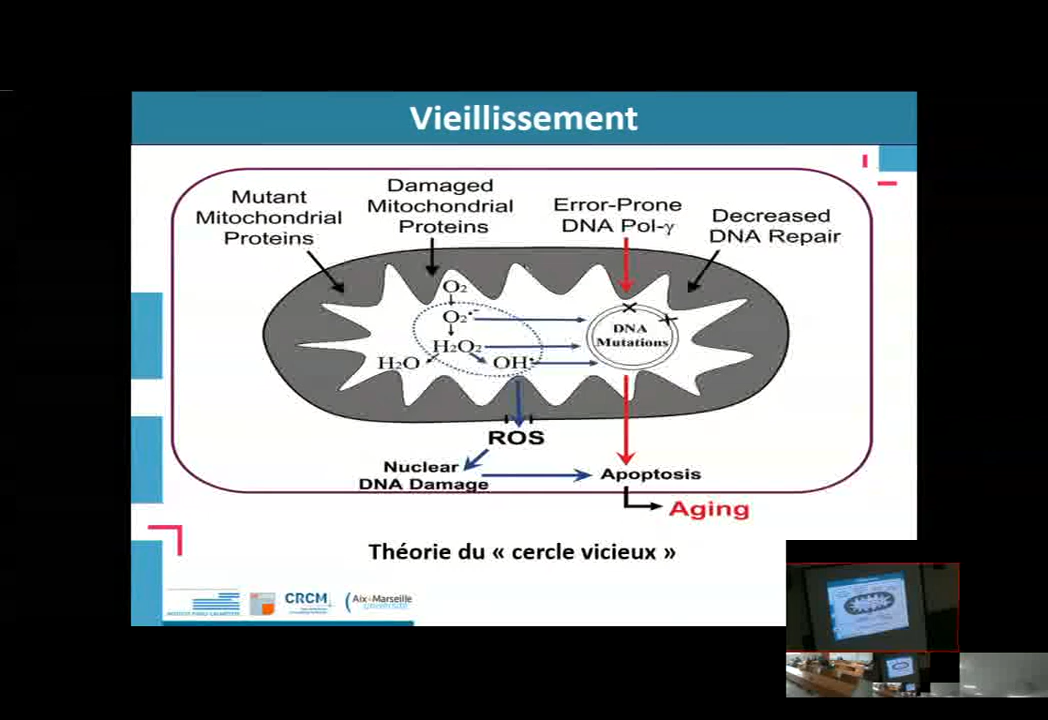 Vieillissement
Mutant
Mitochondrial
Proteins
Damaged
Mitochondrial
Proteins
Error-Prone
DNA Pol-γ
Decreased
DNA Repair
O₂
O₂•⁻
H₂O₂
H₂O
OH•
DNA
Mutations
ROS
Nuclear
DNA Damage
Apoptosis
Aging
Théorie du « cercle vicieux »
CRCM
Aix*Marseille
université